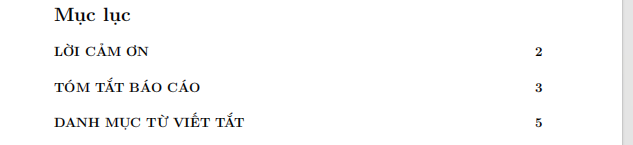 Mục lục
LỜI CẢM ƠN 2
TÓM TẮT BÁO CÁO 3
DANH MỤC TỪ VIẾT TẮT 5